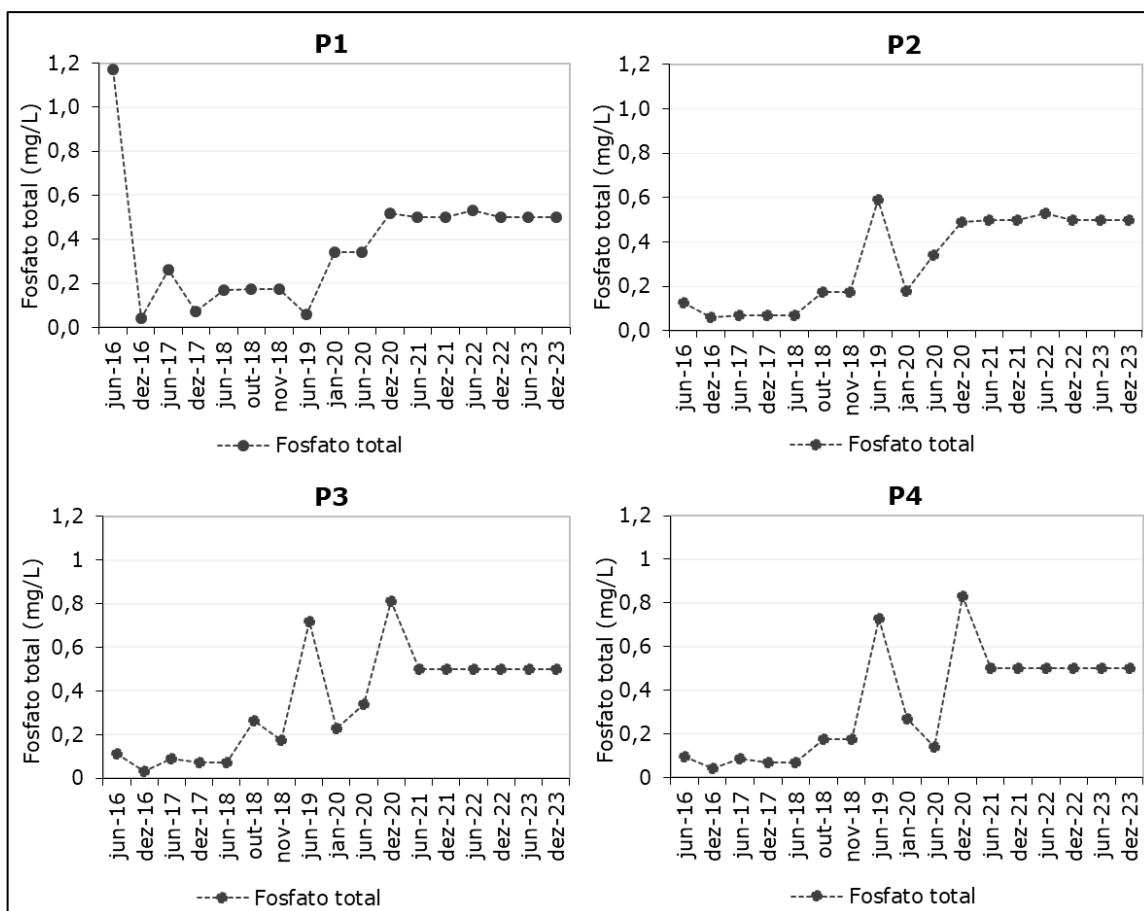 P1
Fosfato total (mg/L)
1,2
1,0
0,8
0,6
0,4
0,2
0,0
jun-16
dez-16
jun-17
dez-17
jun-18
out-18
nov-18
jun-19
jan-20
jun-20
dez-20
jun-21
dez-21
jun-22
dez-22
jun-23
dez-23
Fosfato total
P2
Fosfato total (mg/L)
1,2
1,0
0,8
0,6
0,4
0,2
0,0
jun-16
dez-16
jun-17
dez-17
jun-18
out-18
nov-18
jun-19
jan-20
jun-20
dez-20
jun-21
dez-21
jun-22
dez-22
jun-23
dez-23
Fosfato total
P3
Fosfato total (mg/L)
1,2
1
0,8
0,6
0,4
0,2
0
jun-16
dez-16
jun-17
dez-17
jun-18
out-18
nov-18
jun-19
jan-20
jun-20
dez-20
jun-21
dez-21
jun-22
dez-22
jun-23
dez-23
Fosfato total
P4
Fosfato total (mg/L)
1,2
1
0,8
0,6
0,4
0,2
0
jun-16
dez-16
jun-17
dez-17
jun-18
out-18
nov-18
jun-19
jan-20
jun-20
dez-20
jun-21
dez-21
jun-22
dez-22
jun-23
dez-23
Fosfato total